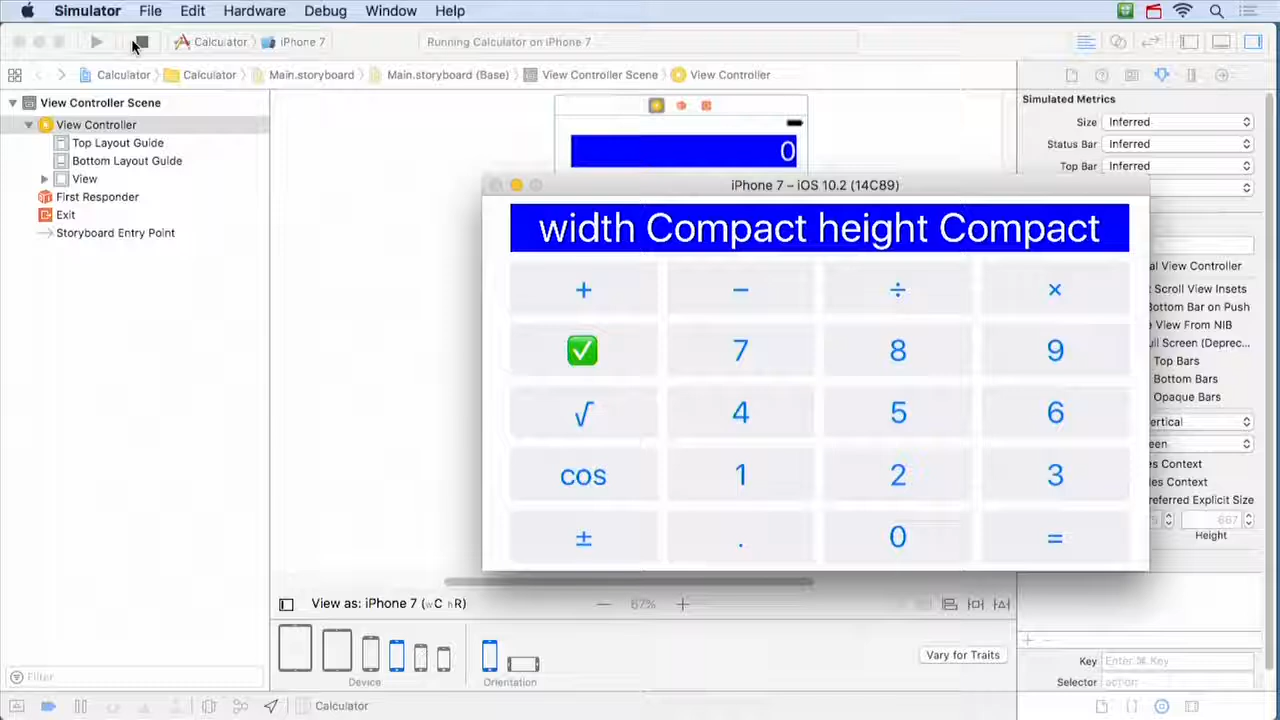 Simulator File Edit Hardware Debug Window Help
Calculator iPhone 7 Running Calculator on iPhone 7
Calculator Calculator Main.storyboard Main.storyboard (Base) View Controller Scene View Controller
View Controller Scene
View Controller
Top Layout Guide
Bottom Layout Guide
View
First Responder
Exit
Storyboard Entry Point
0
iPhone 7 – iOS 10.2 (14C89)
width Compact height Compact
+ − ÷ ×
✅ 7 8 9
√ 4 5 6
cos 1 2 3
± . 0 =
Simulated Metrics
Size Inferred
Status Bar Inferred
Top Bar Inferred
al View Controller
t Scroll View Insets
Bottom Bar on Push
View From NIB
ull Screen (Deprec...
Top Bars
Bottom Bars
Opaque Bars
ertical
een
es Context
les Context
referred Explicit Size
667
Height
View as: iPhone 7 (wC hR) 67%
Device Orientation
Vary for Traits
Key Enter ⌘ Key
Selector action
Filter
Calculator